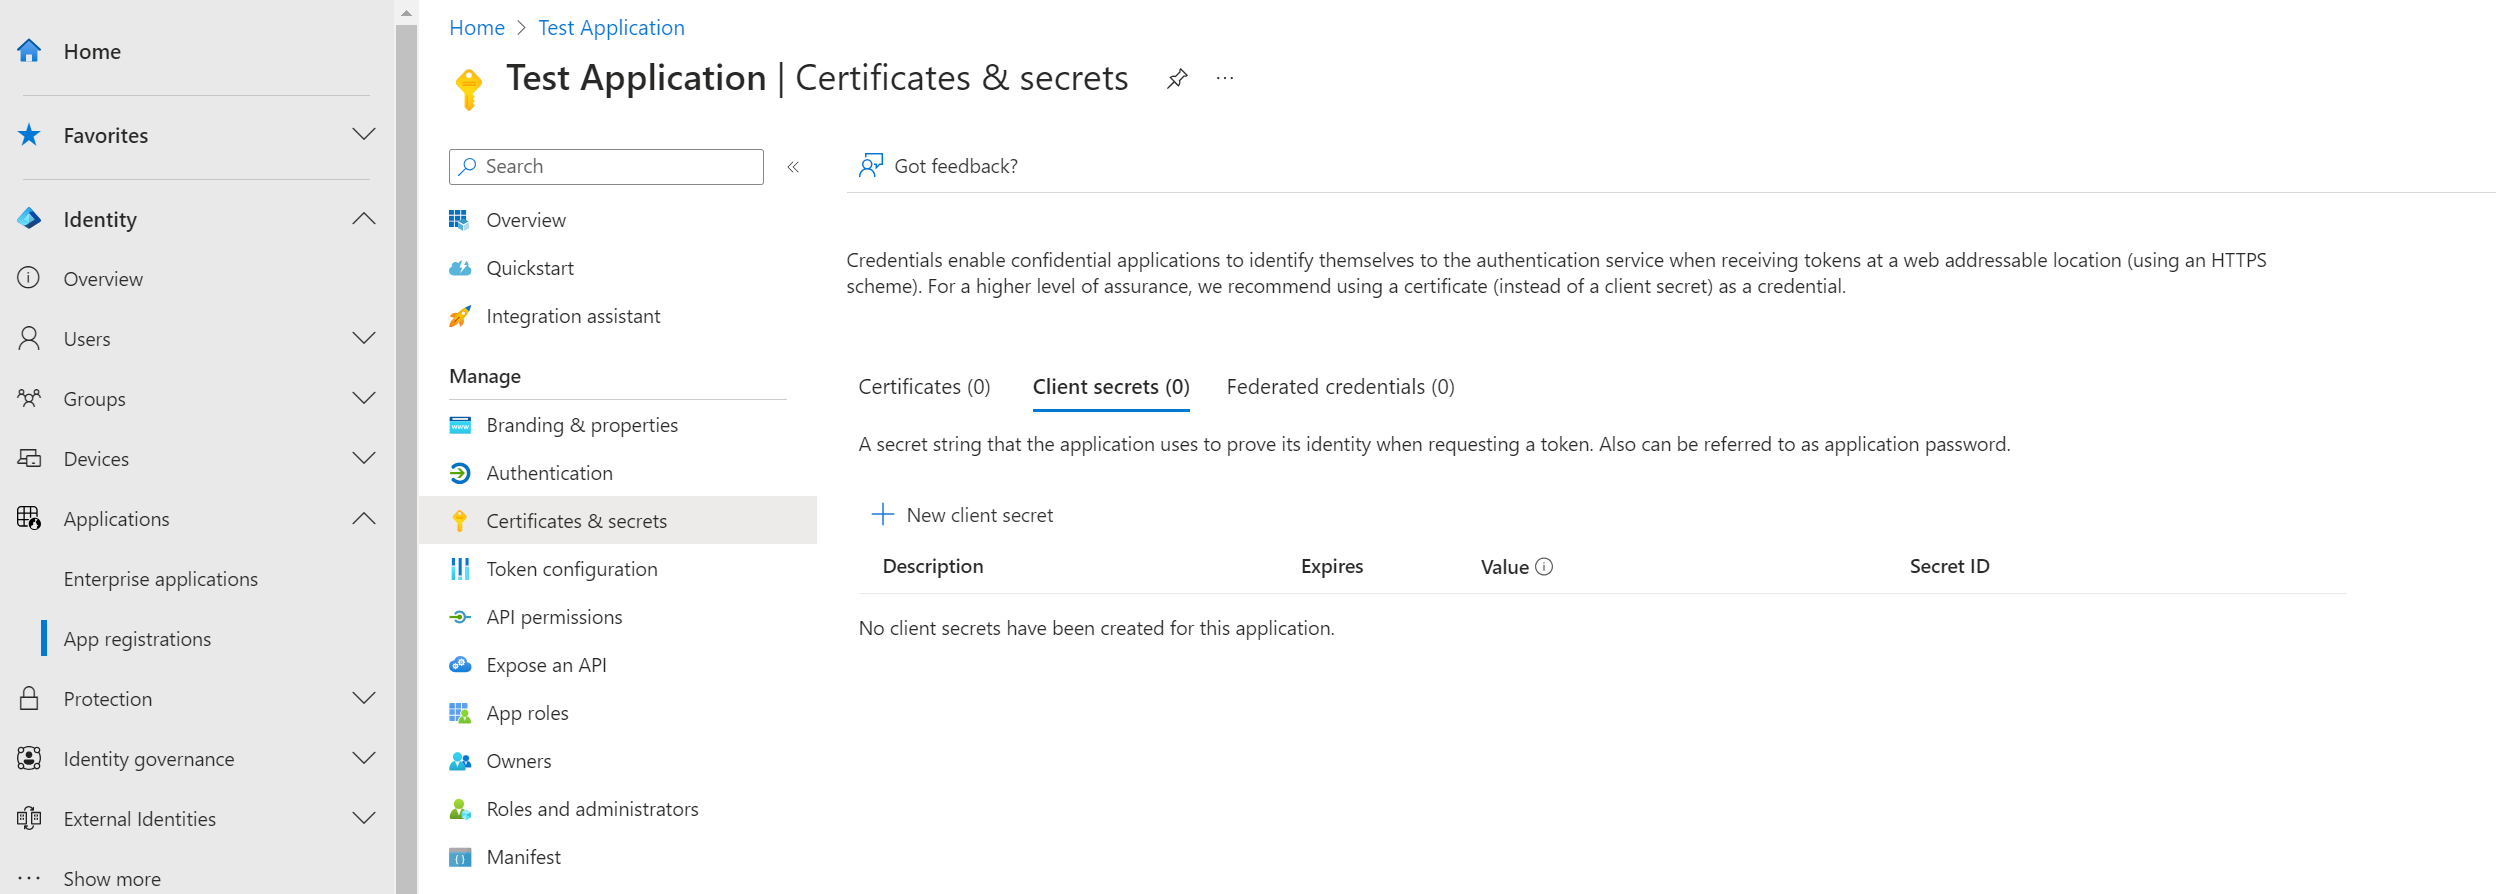 Home
Favorites
Identity
Overview
Users
Groups
Devices
Applications
Enterprise applications
App registrations
Protection
Identity governance
External Identities
Show more
Home > Test Application
Test Application | Certificates & secrets
Search
Overview
Quickstart
Integration assistant
Manage
Branding & properties
Authentication
Certificates & secrets
Token configuration
API permissions
Expose an API
App roles
Owners
Roles and administrators
Manifest
Got feedback?
Credentials enable confidential applications to identify themselves to the authentication service when receiving tokens at a web addressable location (using an HTTPS
scheme). For a higher level of assurance, we recommend using a certificate (instead of a client secret) as a credential.
Certificates (0) Client secrets (0) Federated credentials (0)
A secret string that the application uses to prove its identity when requesting a token. Also can be referred to as application password.
New client secret
Description Expires Value Secret ID
No client secrets have been created for this application.